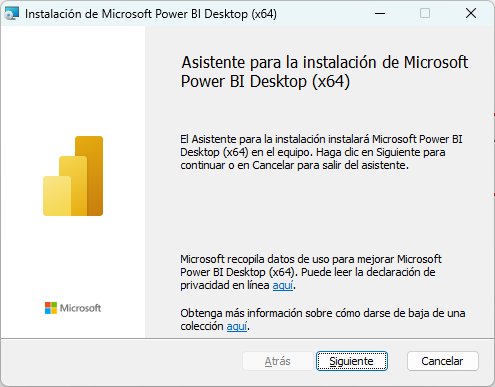 Instalación de Microsoft Power BI Desktop (x64)
Asistente para la instalación de Microsoft
Power BI Desktop (x64)
El Asistente para la instalación instalará Microsoft Power BI
Desktop (x64) en el equipo. Haga clic en Siguiente para
continuar o en Cancelar para salir del asistente.
Microsoft recopila datos de uso para mejorar Microsoft
Power BI Desktop (x64). Puede leer la declaración de
privacidad en línea aquí.
Microsoft
Obtenga más información sobre cómo darse de baja de una
colección aquí.
Atrás
Siguiente
Cancelar